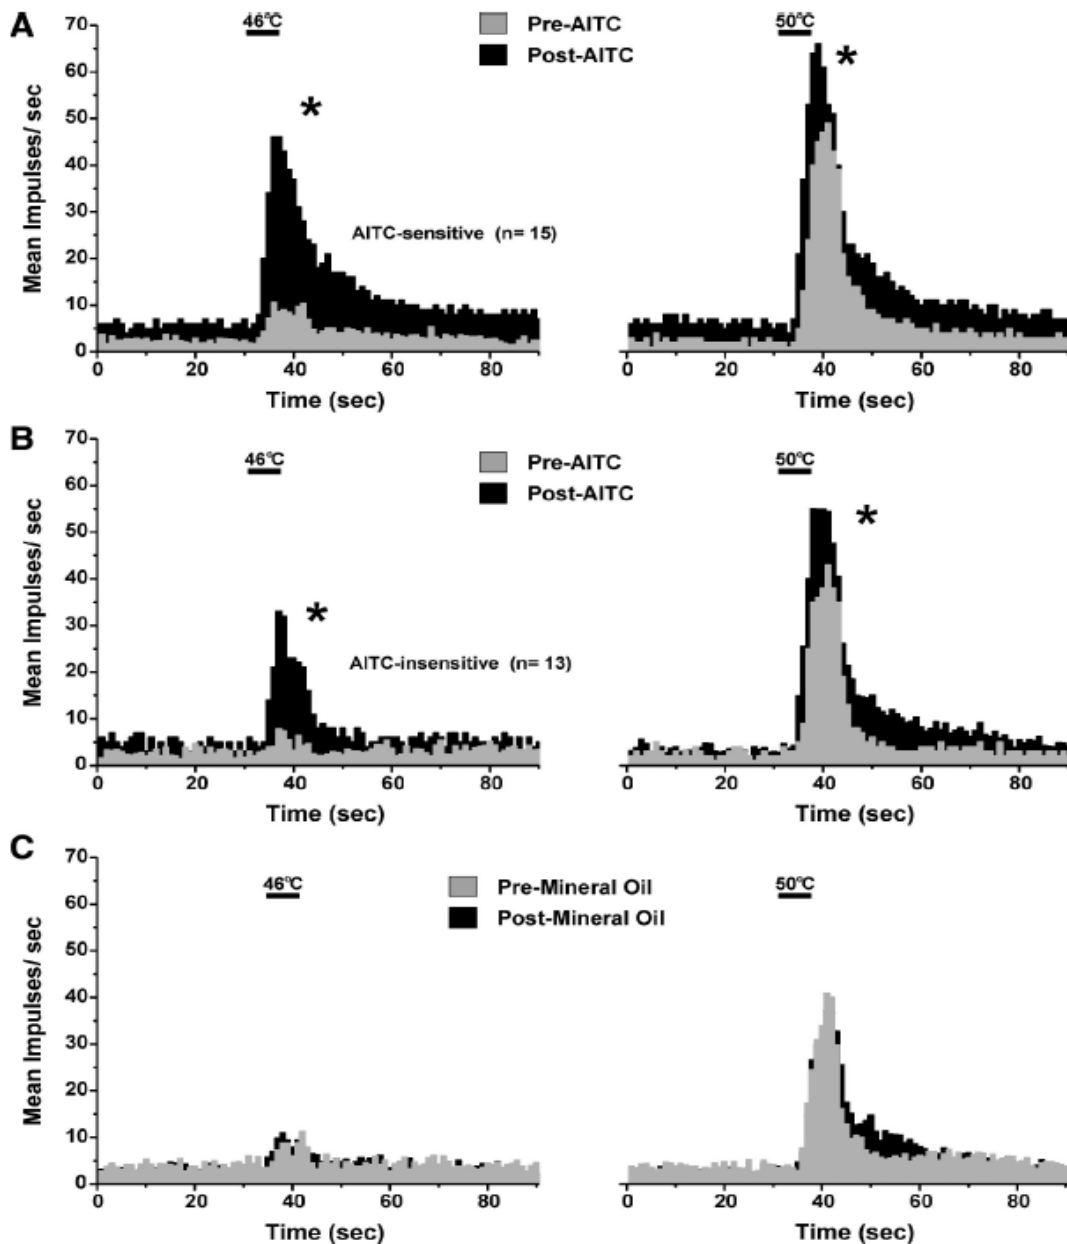 A
70
60
50
40
30
20
10
0
Mean Impulses/ sec
46°C
Pre-AITC
Post-AITC
50°C
*
*
AITC-sensitive (n= 15)
0 20 40 60 80
0 20 40 60 80
Time (sec)
Time (sec)
B
70
60
50
40
30
20
10
0
Mean Impulses/ sec
46°C
Pre-AITC
Post-AITC
50°C
*
*
AITC-insensitive (n= 13)
0 20 40 60 80
0 20 40 60 80
Time (sec)
Time (sec)
C
70
60
50
40
30
20
10
0
Mean Impulses/ sec
46°C
Pre-Mineral Oil
Post-Mineral Oil
50°C
0 20 40 60 80
0 20 40 60 80
Time (sec)
Time (sec)